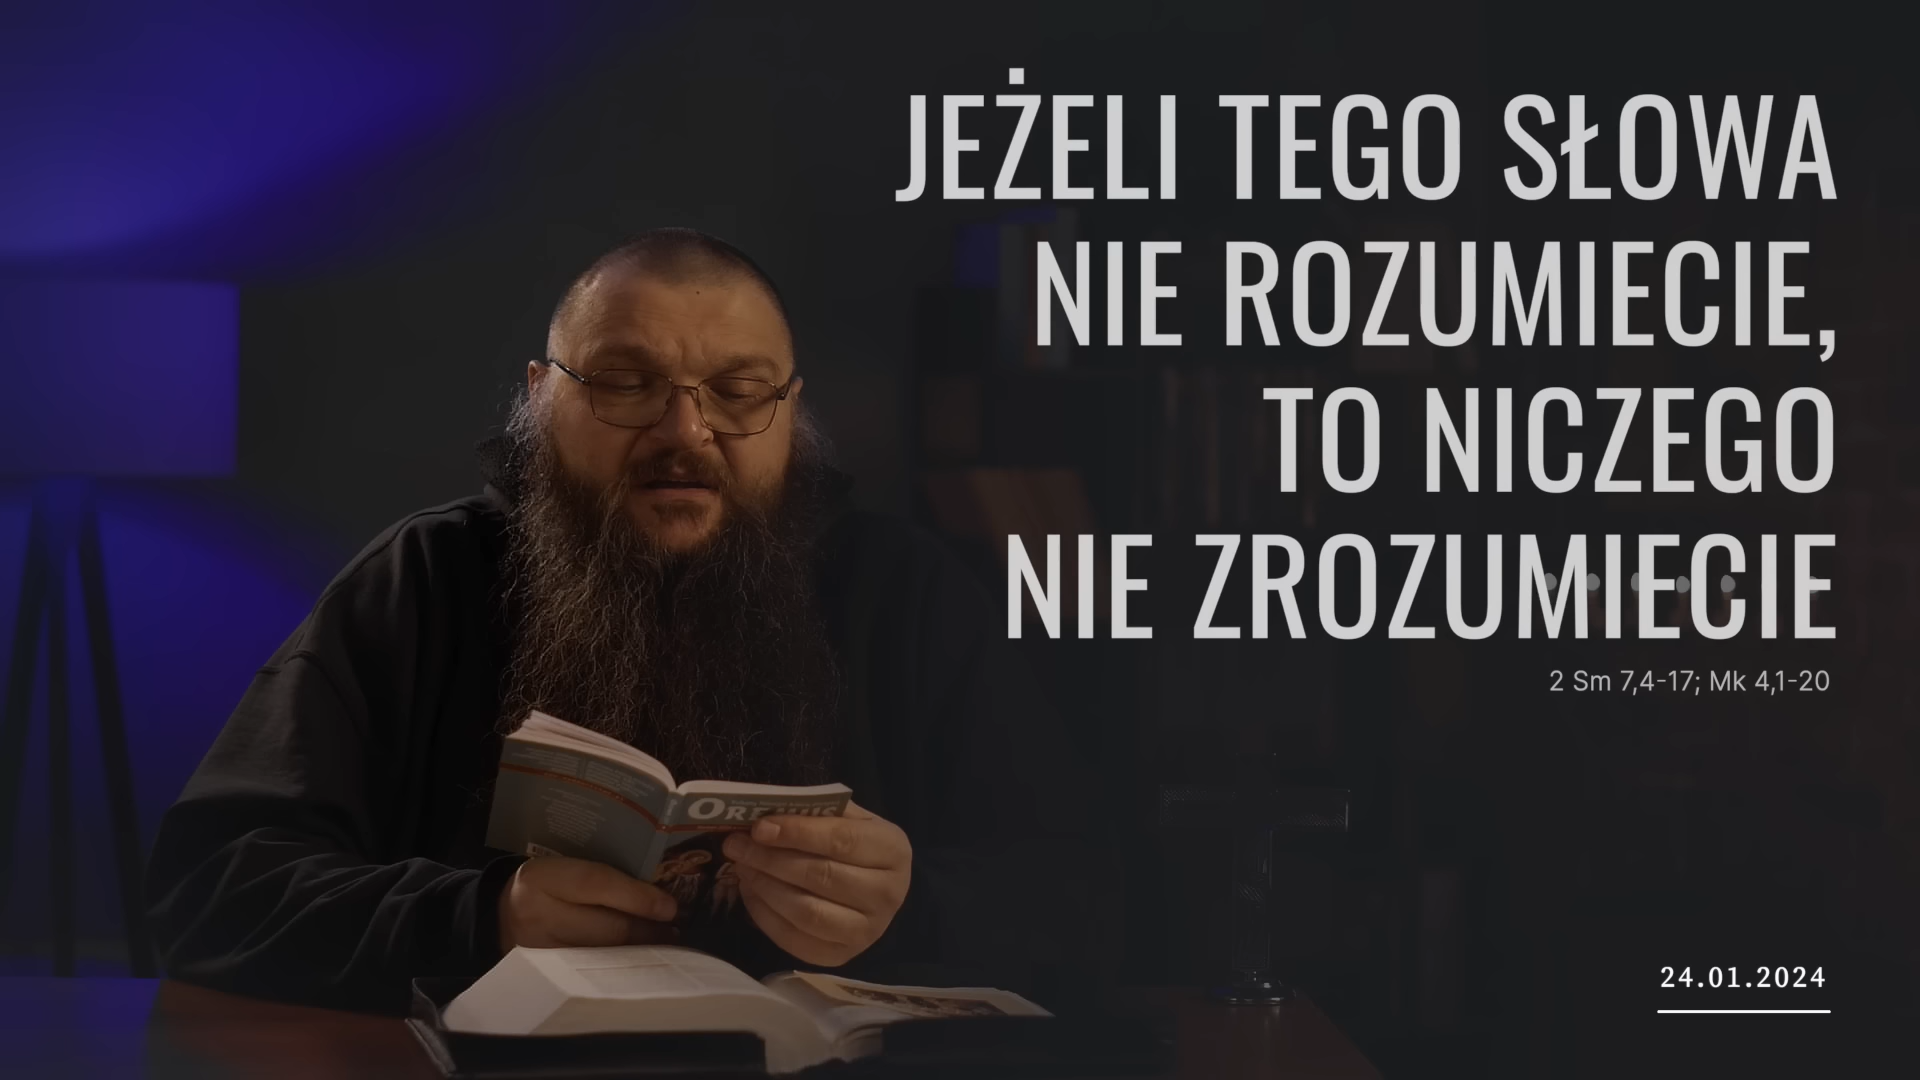 JEŻELI TEGO SŁOWA
NIE ROZUMIECIE,
TO NICZEGO
NIE ZROZUMIECIE
2 Sm 7,4-17; Mk 4,1-20
OREMUS
24.01.2024